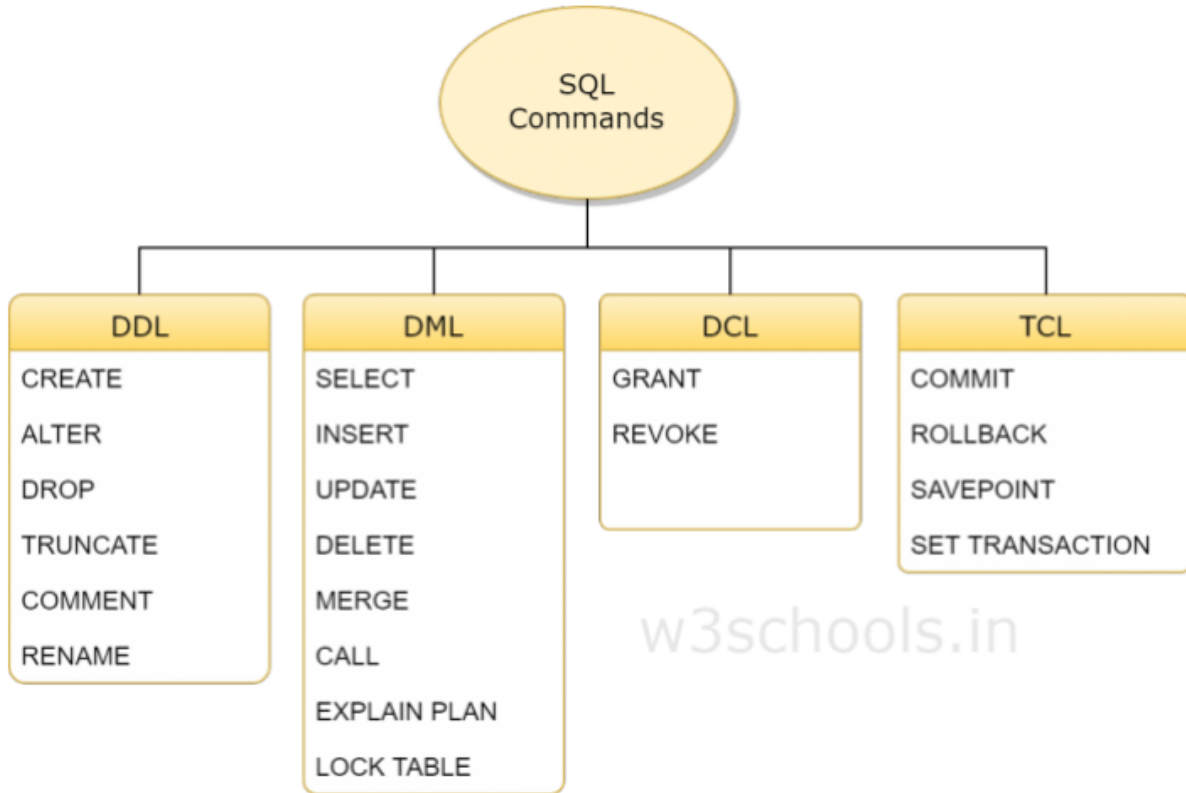 SQL
Commands
DDL
CREATE
ALTER
DROP
TRUNCATE
COMMENT
RENAME
DML
SELECT
INSERT
UPDATE
DELETE
MERGE
CALL
EXPLAIN PLAN
LOCK TABLE
DCL
GRANT
REVOKE
TCL
COMMIT
ROLLBACK
SAVEPOINT
SET TRANSACTION
w3schools.in